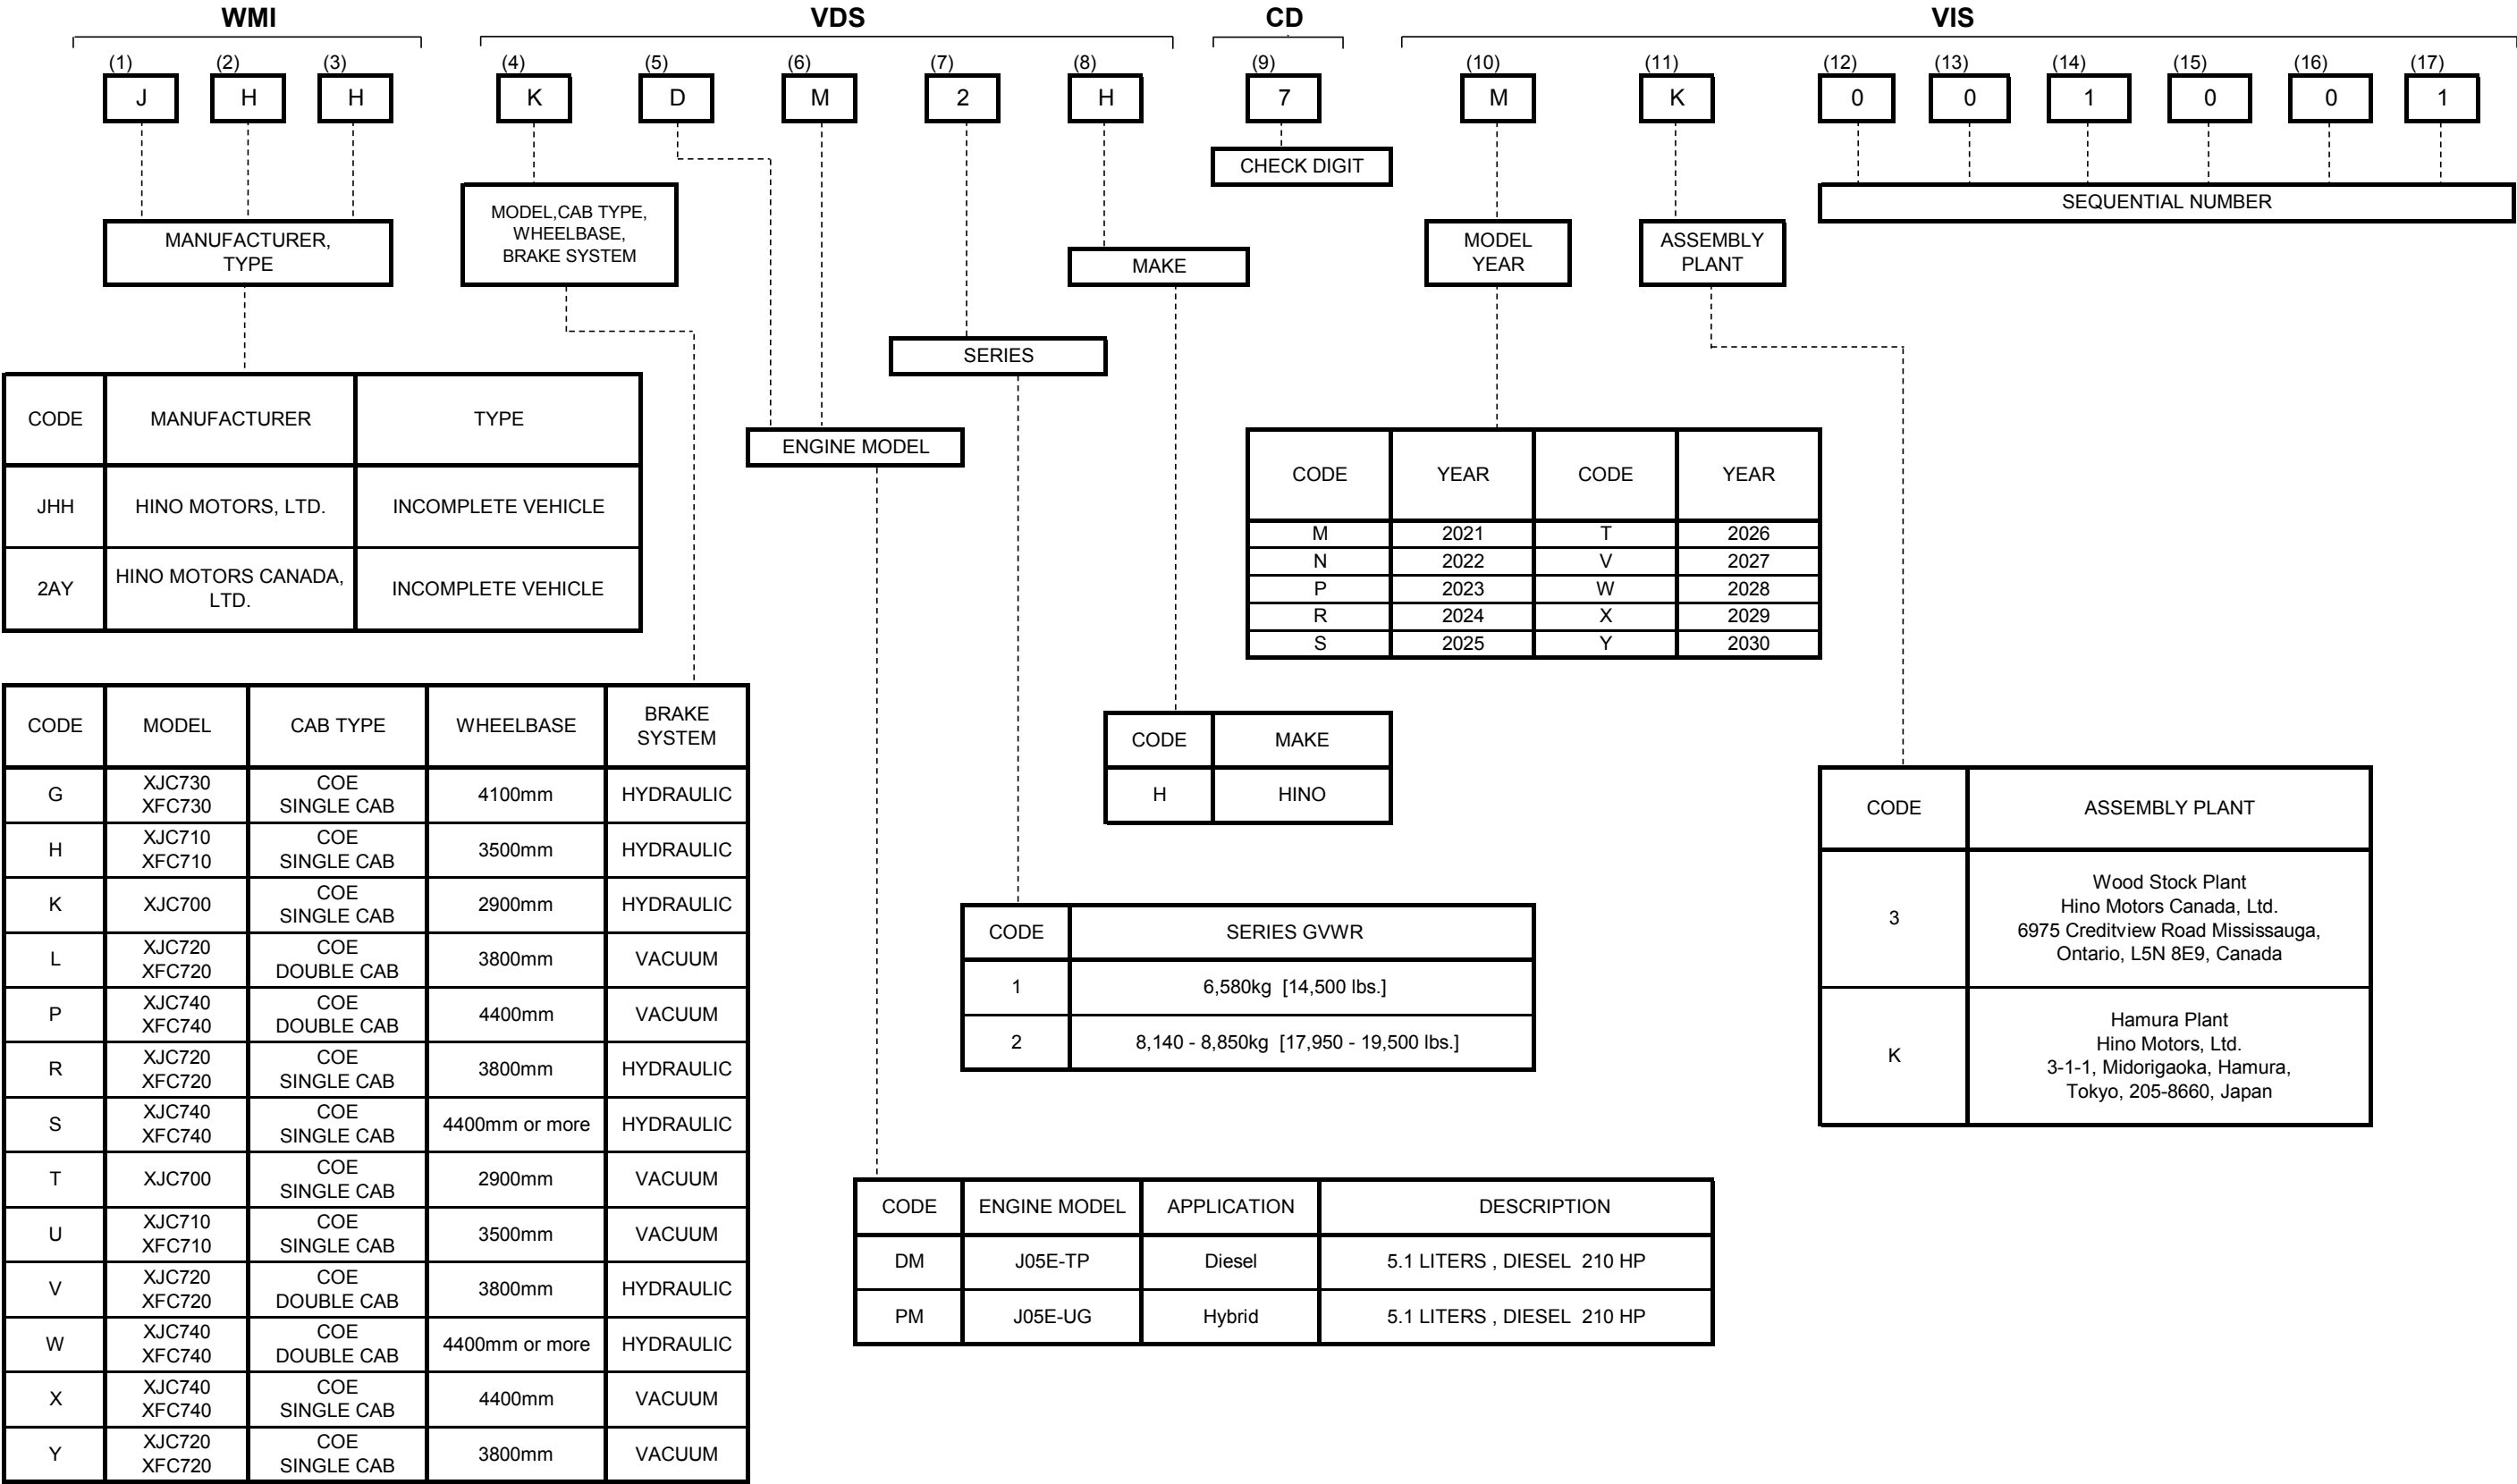 WMI VDS CD VIS
(1) (2) (3) (4) (5) (6) (7) (8) (9) (10) (11) (12) (13) (14) (15) (16) (17)
J H H K D M 2 H 7 M K 0 0 1 0 0 1
CHECK DIGIT
MANUFACTURER,
TYPE
MODEL,CAB TYPE,
WHEELBASE,
BRAKE SYSTEM
MAKE
MODEL
YEAR
ASSEMBLY
PLANT
SEQUENTIAL NUMBER
SERIES
ENGINE MODEL
CODE MANUFACTURER TYPE
JHH HINO MOTORS, LTD. INCOMPLETE VEHICLE
2AY HINO MOTORS CANADA,
LTD. INCOMPLETE VEHICLE
CODE YEAR CODE YEAR
M 2021 T 2026
N 2022 V 2027
P 2023 W 2028
R 2024 X 2029
S 2025 Y 2030
CODE MODEL CAB TYPE WHEELBASE BRAKE
SYSTEM
G XJC730 COE 4100mm HYDRAULIC
XFC730 SINGLE CAB
H XJC710 COE 3500mm HYDRAULIC
XFC710 SINGLE CAB
K XJC700 COE 2900mm HYDRAULIC
SINGLE CAB
L XJC720 COE 3800mm VACUUM
XFC720 DOUBLE CAB
P XJC740 COE 4400mm VACUUM
XFC740 DOUBLE CAB
R XJC720 COE 3800mm HYDRAULIC
XFC720 SINGLE CAB
S XJC740 COE 4400mm or more HYDRAULIC
XFC740 SINGLE CAB
T XJC700 COE 2900mm VACUUM
SINGLE CAB
U XJC710 COE 3500mm VACUUM
XFC710 SINGLE CAB
V XJC720 COE 3800mm HYDRAULIC
XFC720 DOUBLE CAB
W XJC740 COE 4400mm or more HYDRAULIC
XFC740 DOUBLE CAB
X XJC740 COE 4400mm VACUUM
XFC740 SINGLE CAB
Y XJC720 COE 3800mm VACUUM
XFC720 SINGLE CAB
CODE MAKE
H HINO
CODE SERIES GVWR
1 6,580kg [14,500 lbs.]
2 8,140 - 8,850kg [17,950 - 19,500 lbs.]
CODE ENGINE MODEL APPLICATION DESCRIPTION
DM J05E-TP Diesel 5.1 LITERS , DIESEL 210 HP
PM J05E-UG Hybrid 5.1 LITERS , DIESEL 210 HP
CODE ASSEMBLY PLANT
3 Wood Stock Plant
Hino Motors Canada, Ltd.
6975 Creditview Road Mississauga,
Ontario, L5N 8E9, Canada
K Hamura Plant
Hino Motors, Ltd.
3-1-1, Midorigaoka, Hamura,
Tokyo, 205-8660, Japan